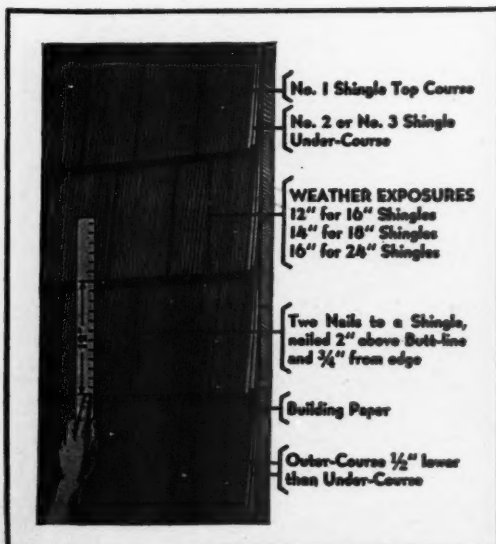 No. 1 Shingle Top Course
No. 2 or No. 3 Shingle
Under-Course
WEATHER EXPOSURES
12" for 16" Shingles
14" for 18" Shingles
16" for 24" Shingles
Two Nails to a Shingle,
nailed 2" above Butt-line
and 3/4" from edge
Building Paper
Outer-Course 1/2" lower
than Under-Course